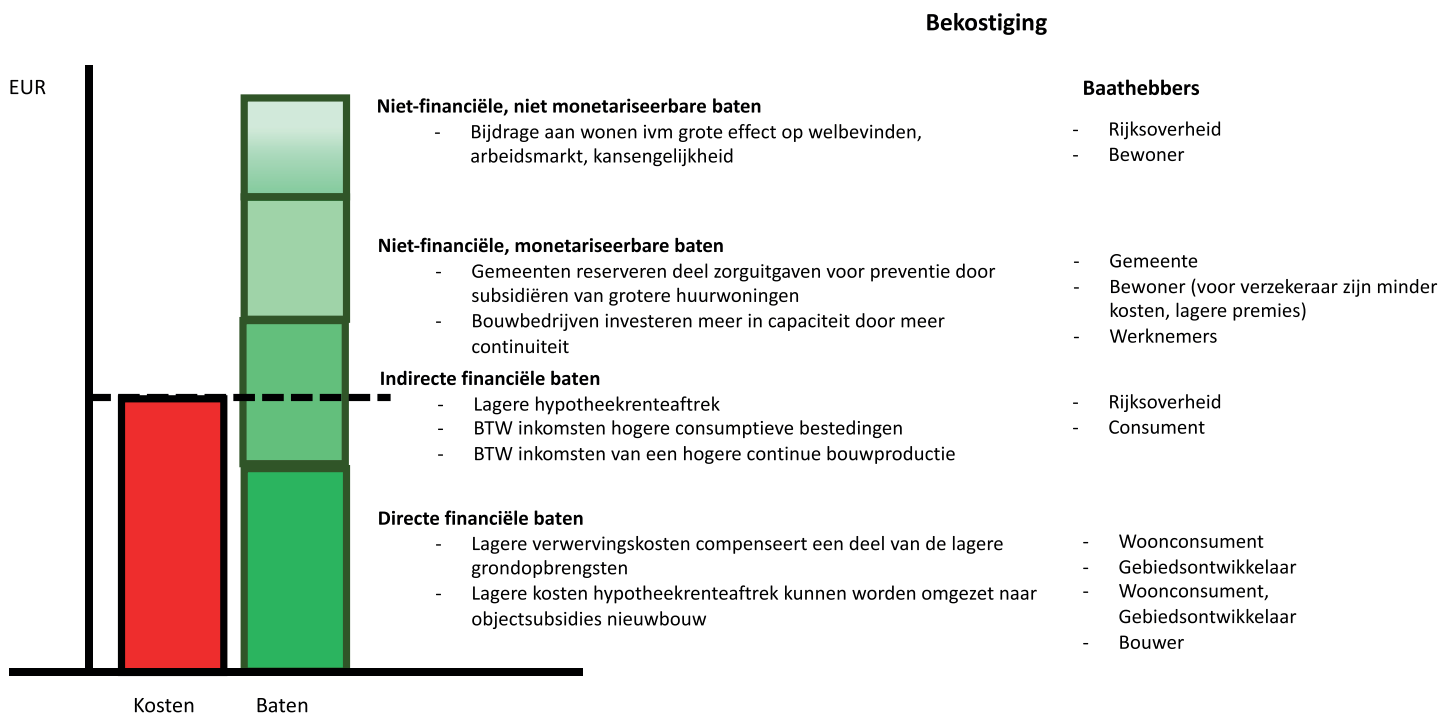 Bekostiging
EUR
Baathebbers
Niet-financiële, niet monetariseerbare baten
- Bijdrage aan wonen ivm grote effect op welbevinden,
arbeidsmarkt, kansengelijkheid
- Rijksoverheid
- Bewoner
Niet-financiële, monetariseerbare baten
- Gemeenten reserveren deel zorguitgaven voor preventie door
subsidiëren van grotere huurwoningen
- Bouwbedrijven investeren meer in capaciteit door meer
continuiteit
- Gemeente
- Bewoner (voor verzekeraar zijn minder
kosten, lagere premies)
- Werknemers
Indirecte financiële baten
- Lagere hypotheekrenteaftrek
- BTW inkomsten hogere consumptieve bestedingen
- BTW inkomsten van een hogere continue bouwproductie
- Rijksoverheid
- Consument
Directe financiële baten
- Lagere verwervingskosten compenseert een deel van de lagere
grondopbrengsten
- Lagere kosten hypotheekrenteaftrek kunnen worden omgezet naar
objectsubsidies nieuwbouw
- Woonconsument
- Gebiedsontwikkelaar
- Woonconsument,
Gebiedsontwikkelaar
- Bouwer
Kosten
Baten